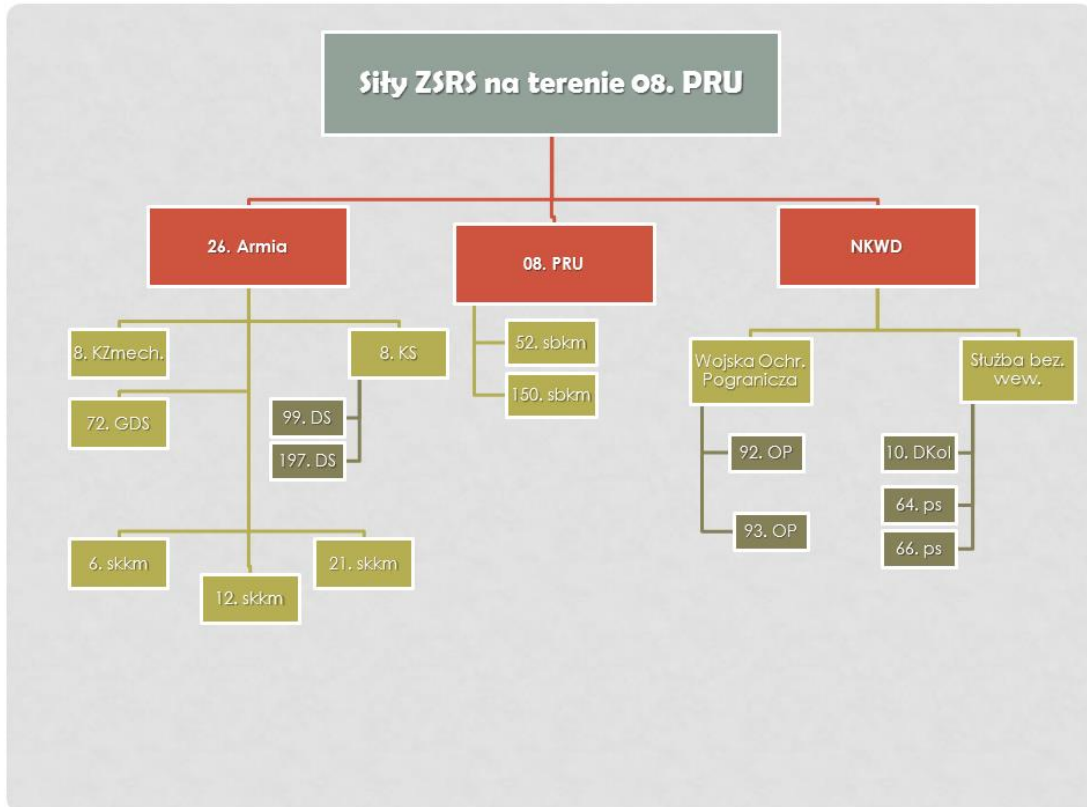 Siły ZSRS na terenie 08. PRU
26. Armia
08. PRU
NKWD
8. KZmech.
8. KS
72. GDS
99. DS
197. DS
6. skkm
12. skkm
21. skkm
52. sbkm
150. sbkm
Wojska Ochr.
Pogranicza
Służba bez.
wew.
92. OP
93. OP
10. DKol
64. ps
66. ps